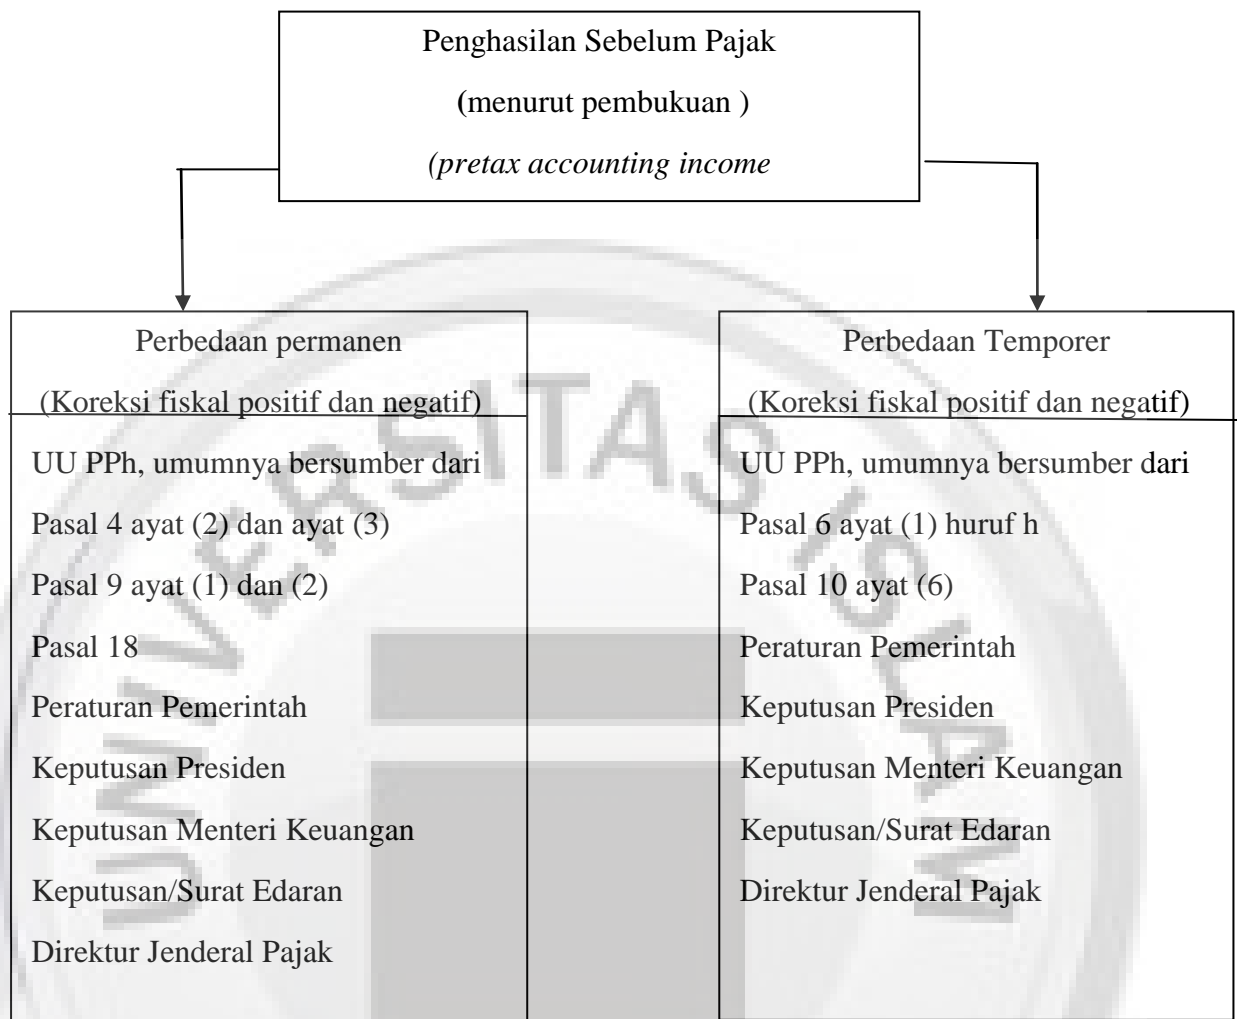 Penghasilan Sebelum Pajak
(menurut pembukuan )
(pretax accounting income
Perbedaan permanen
(Koreksi fiskal positif dan negatif)
UU PPh, umumnya bersumber dari
Pasal 4 ayat (2) dan ayat (3)
Pasal 9 ayat (1) dan (2)
Pasal 18
Peraturan Pemerintah
Keputusan Presiden
Keputusan Menteri Keuangan
Keputusan/Surat Edaran
Direktur Jenderal Pajak
Perbedaan Temporer
(Koreksi fiskal positif dan negatif)
UU PPh, umumnya bersumber dari
Pasal 6 ayat (1) huruf h
Pasal 10 ayat (6)
Peraturan Pemerintah
Keputusan Presiden
Keputusan Menteri Keuangan
Keputusan/Surat Edaran
Direktur Jenderal Pajak
UNIVERSITAS ISLAM